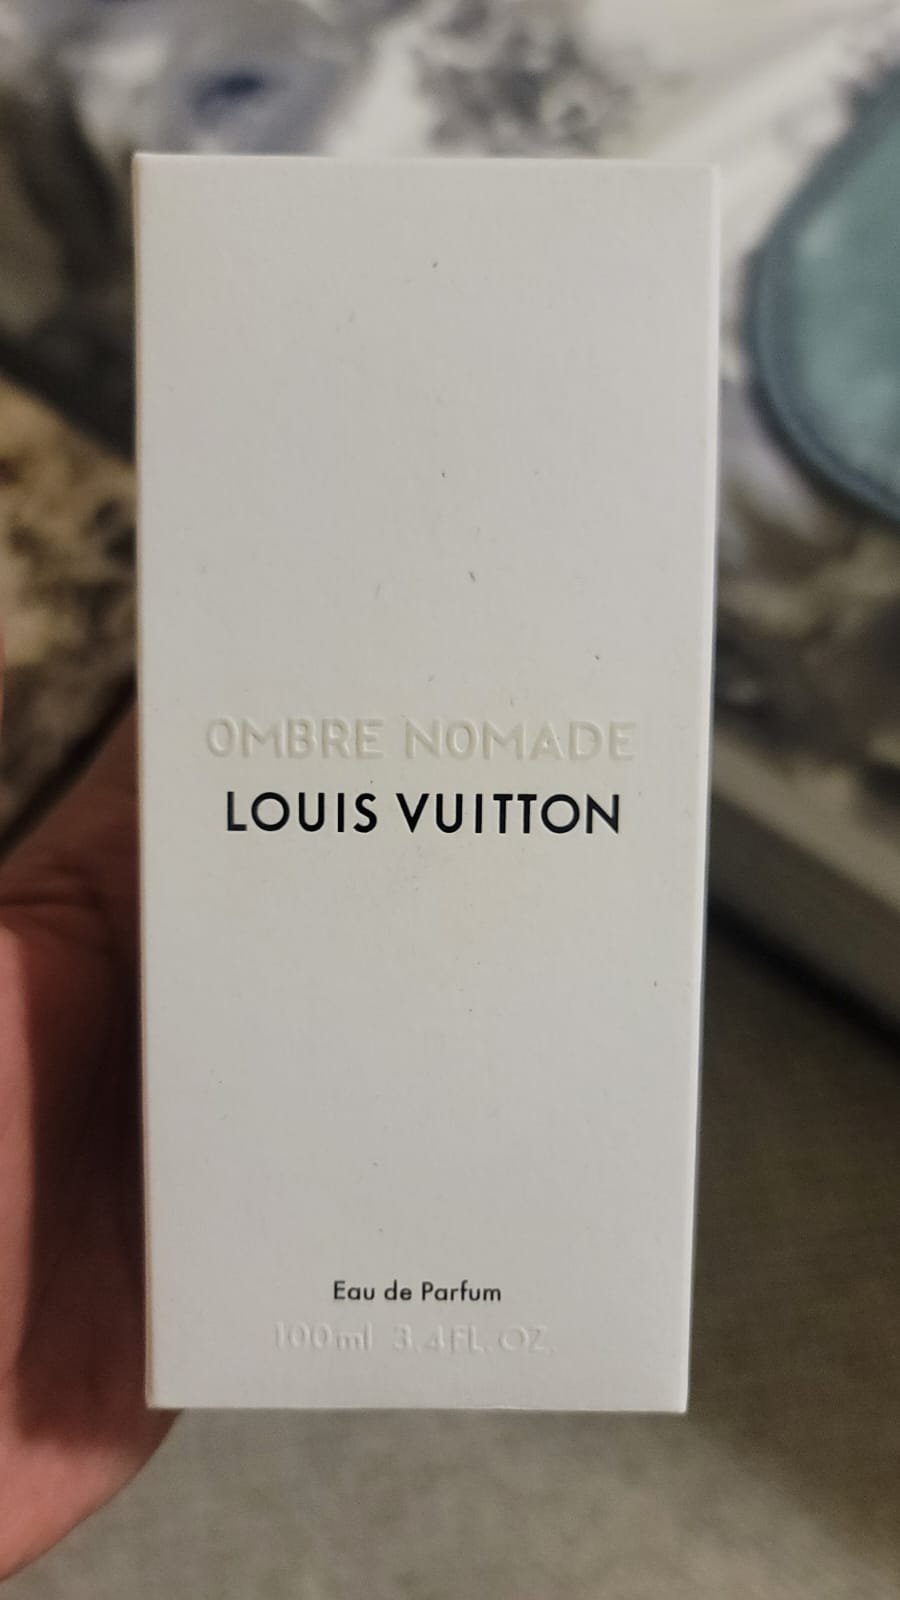 OMBRE NOMADE
LOUIS VUITTON
Eau de Parfum
100ml 3.4FL.OZ.